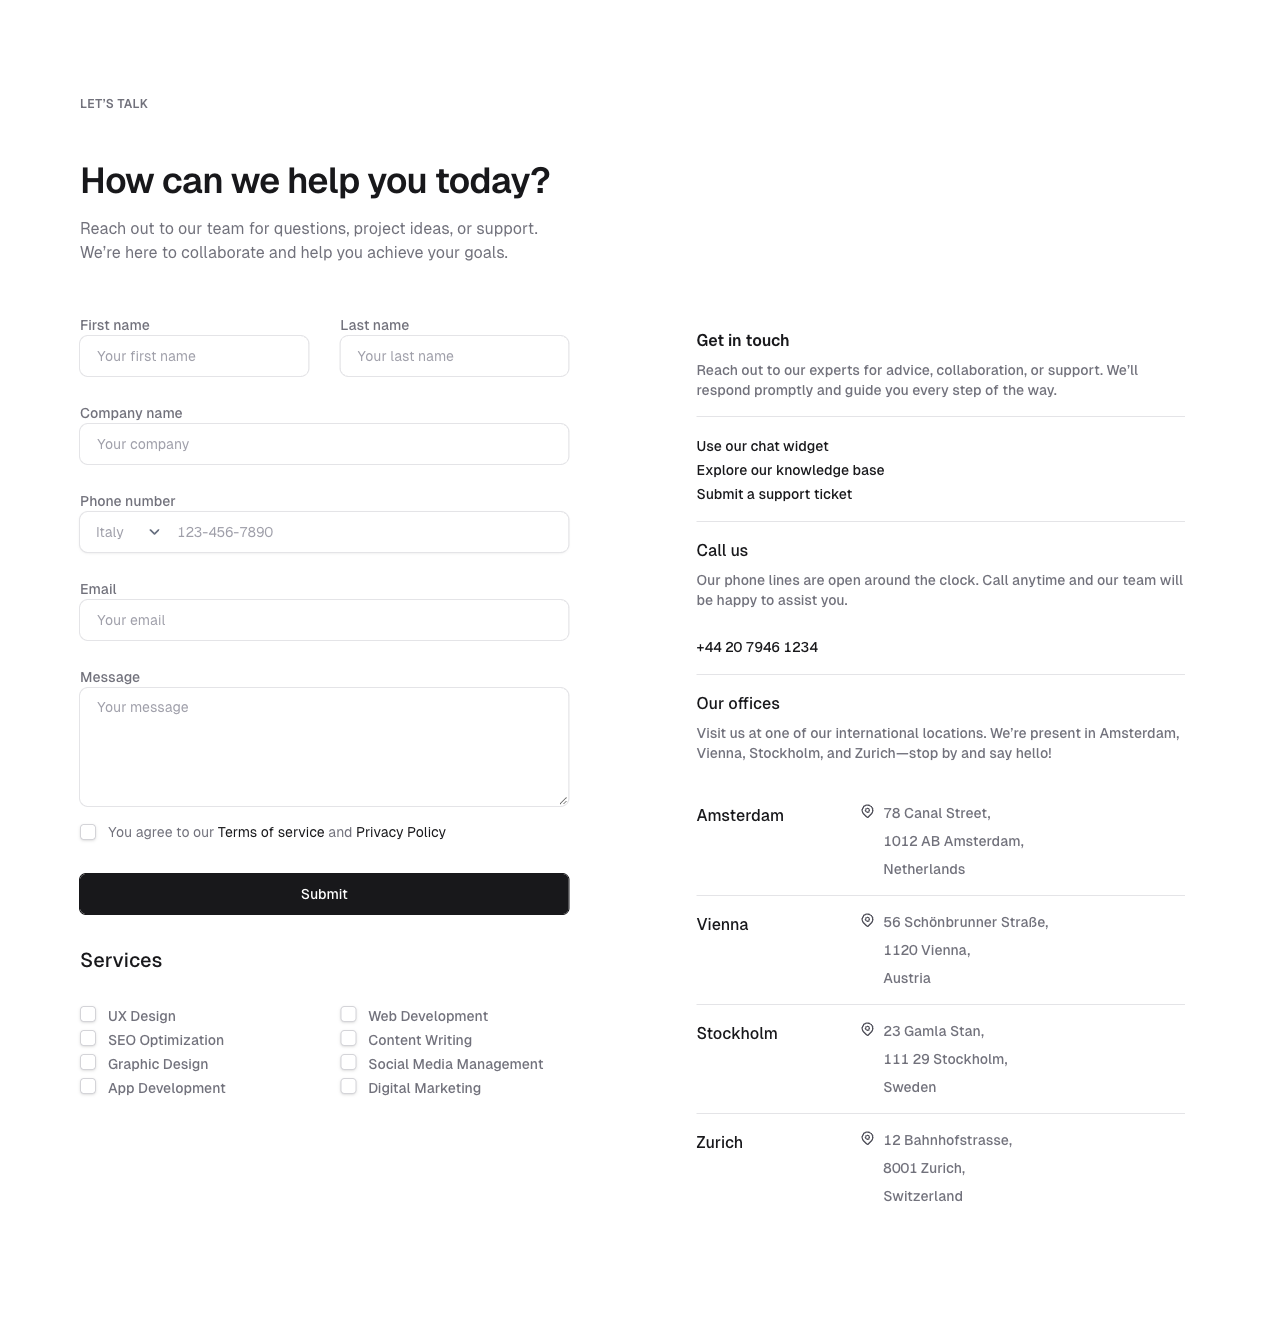 LET’S TALK
How can we help you today?
Reach out to our team for questions, project ideas, or support.
We’re here to collaborate and help you achieve your goals.
First name
Last name
Your first name
Your last name
Company name
Your company
Phone number
Italy
123-456-7890
Email
Your email
Message
Your message
You agree to our Terms of service and Privacy Policy
Submit
Services
UX Design
Web Development
SEO Optimization
Content Writing
Graphic Design
Social Media Management
App Development
Digital Marketing
Get in touch
Reach out to our experts for advice, collaboration, or support. We’ll
respond promptly and guide you every step of the way.
Use our chat widget
Explore our knowledge base
Submit a support ticket
Call us
Our phone lines are open around the clock. Call anytime and our team will
be happy to assist you.
+44 20 7946 1234
Our offices
Visit us at one of our international locations. We’re present in Amsterdam,
Vienna, Stockholm, and Zurich—stop by and say hello!
Amsterdam
78 Canal Street,
1012 AB Amsterdam,
Netherlands
Vienna
56 Schönbrunner Straße,
1120 Vienna,
Austria
Stockholm
23 Gamla Stan,
111 29 Stockholm,
Sweden
Zurich
12 Bahnhofstrasse,
8001 Zurich,
Switzerland